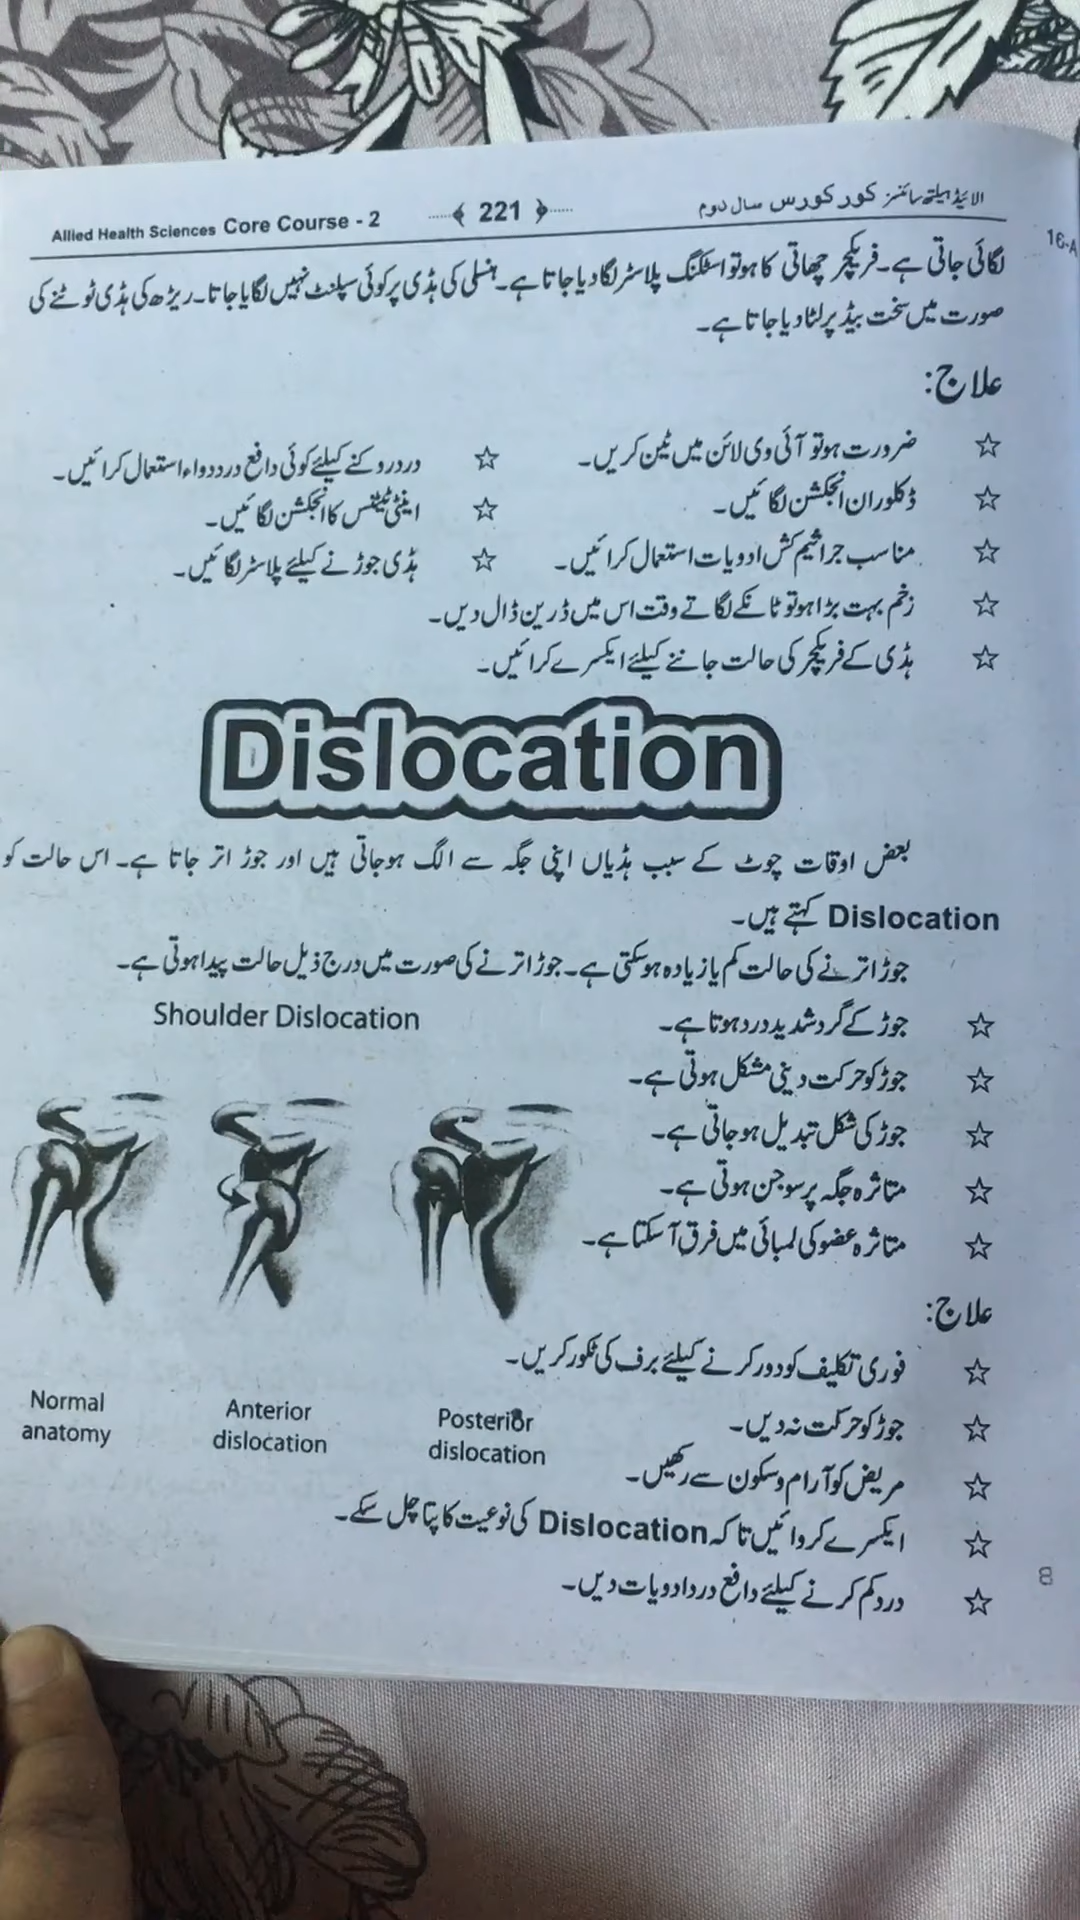 Allied Health Sciences Core Course - 2 221 الائیڈ ہیلتھ سائنسز کور کورس سال دوم
لگائی جاتی ہے۔ فریکچر چھاتی کا ہو تو اسٹکنگ پلاسٹر لگا دیا جاتا ہے۔ ہنسلی کی ہڈی پر کوئی سپلنٹ نہیں لگایا جاتا۔ ریڑھ کی ہڈی ٹوٹنے کی
صورت میں سخت بیڈ پر لٹا دیا جاتا ہے۔
علاج:
☆ ضرورت ہو تو آئی وی لائن میں ٹین کریں۔ ☆ درد روکنے کیلئے کوئی دافع درد دواء استعمال کرائیں۔
☆ ڈکلوران انجکشن لگائیں۔ ☆ اینٹی ٹیٹنس کا انجکشن لگائیں۔
☆ مناسب جراثیم کش ادویات استعمال کرائیں۔ ☆ ہڈی جوڑنے کیلئے پلاسٹر لگائیں۔
☆ زخم بہت بڑا ہو تو ٹانکے لگاتے وقت اس میں ڈرین ڈال دیں۔
☆ ہڈی کے فریکچر کی حالت جاننے کیلئے ایکسرے کرائیں۔
Dislocation
بعض اوقات چوٹ کے سبب ہڈیاں اپنی جگہ سے الگ ہو جاتی ہیں اور جوڑ اتر جاتا ہے۔ اس حالت کو
Dislocation کہتے ہیں۔
جوڑ اترنے کی حالت کم یا زیادہ ہو سکتی ہے۔ جوڑ اترنے کی صورت میں درج ذیل حالت پیدا ہوتی ہے۔
☆ جوڑ کے گرد شدید درد ہوتا ہے۔
☆ جوڑ کو حرکت دینی مشکل ہوتی ہے۔
☆ جوڑ کی شکل تبدیل ہو جاتی ہے۔
☆ متاثرہ جگہ پر سوجن ہوتی ہے۔
☆ متاثرہ عضو کی لمبائی میں فرق آ سکتا ہے۔
Shoulder Dislocation
Normal
anatomy
Anterior
dislocation
Posterior
dislocation
علاج:
☆ فوری تکلیف کو دور کرنے کیلئے برف کی ٹکور کریں۔
☆ جوڑ کو حرکت نہ دیں۔
☆ مریض کو آرام و سکون سے رکھیں۔
☆ ایکسرے کروائیں تاکہ Dislocation کی نوعیت کا پتا چل سکے۔
☆ درد کم کرنے کیلئے دافع درد ادویات دیں۔